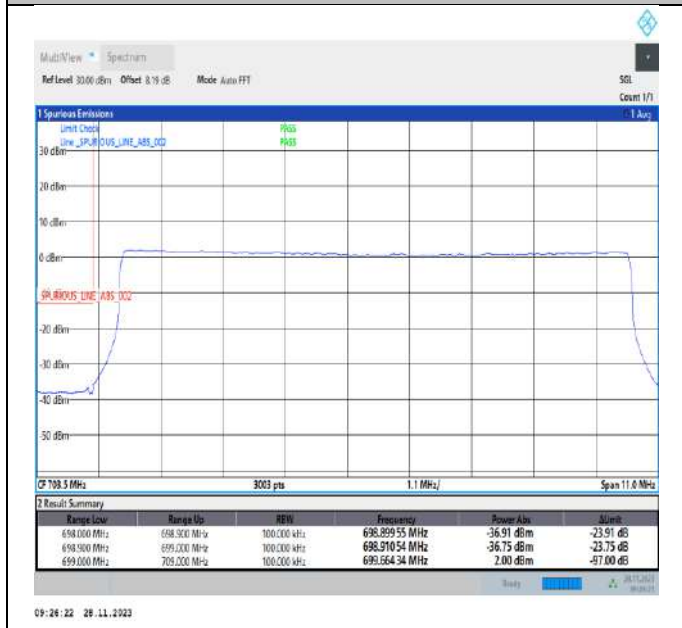 MultiView Spectrum
Ref Level 30.00 dBm Offset 8.19 dB Mode Auto FFT SGL
Count 1/1
1 Spurious Emissions 1 Avg
Limit Check PASS
Line _SPURIOUS_LINE_ABS_002 PASS
30 dBm
20 dBm
10 dBm
0 dBm
_SPURIOUS_LINE_ABS_002
-20 dBm
-30 dBm
-40 dBm
-50 dBm
CF 703.5 MHz 3003 pts 1.1 MHz/ Span 11.0 MHz
2 Result Summary
Range Low Range Up RBW Frequency Power Abs ΔLimit
698.000 MHz 698.900 MHz 100.000 kHz 698.899 55 MHz -36.91 dBm -23.91 dB
698.900 MHz 699.000 MHz 100.000 kHz 698.910 54 MHz -36.75 dBm -23.75 dB
699.000 MHz 709.000 MHz 100.000 kHz 699.664 34 MHz 2.00 dBm -97.00 dB
Ready 28.11.2023
09:26:22 28.11.2023